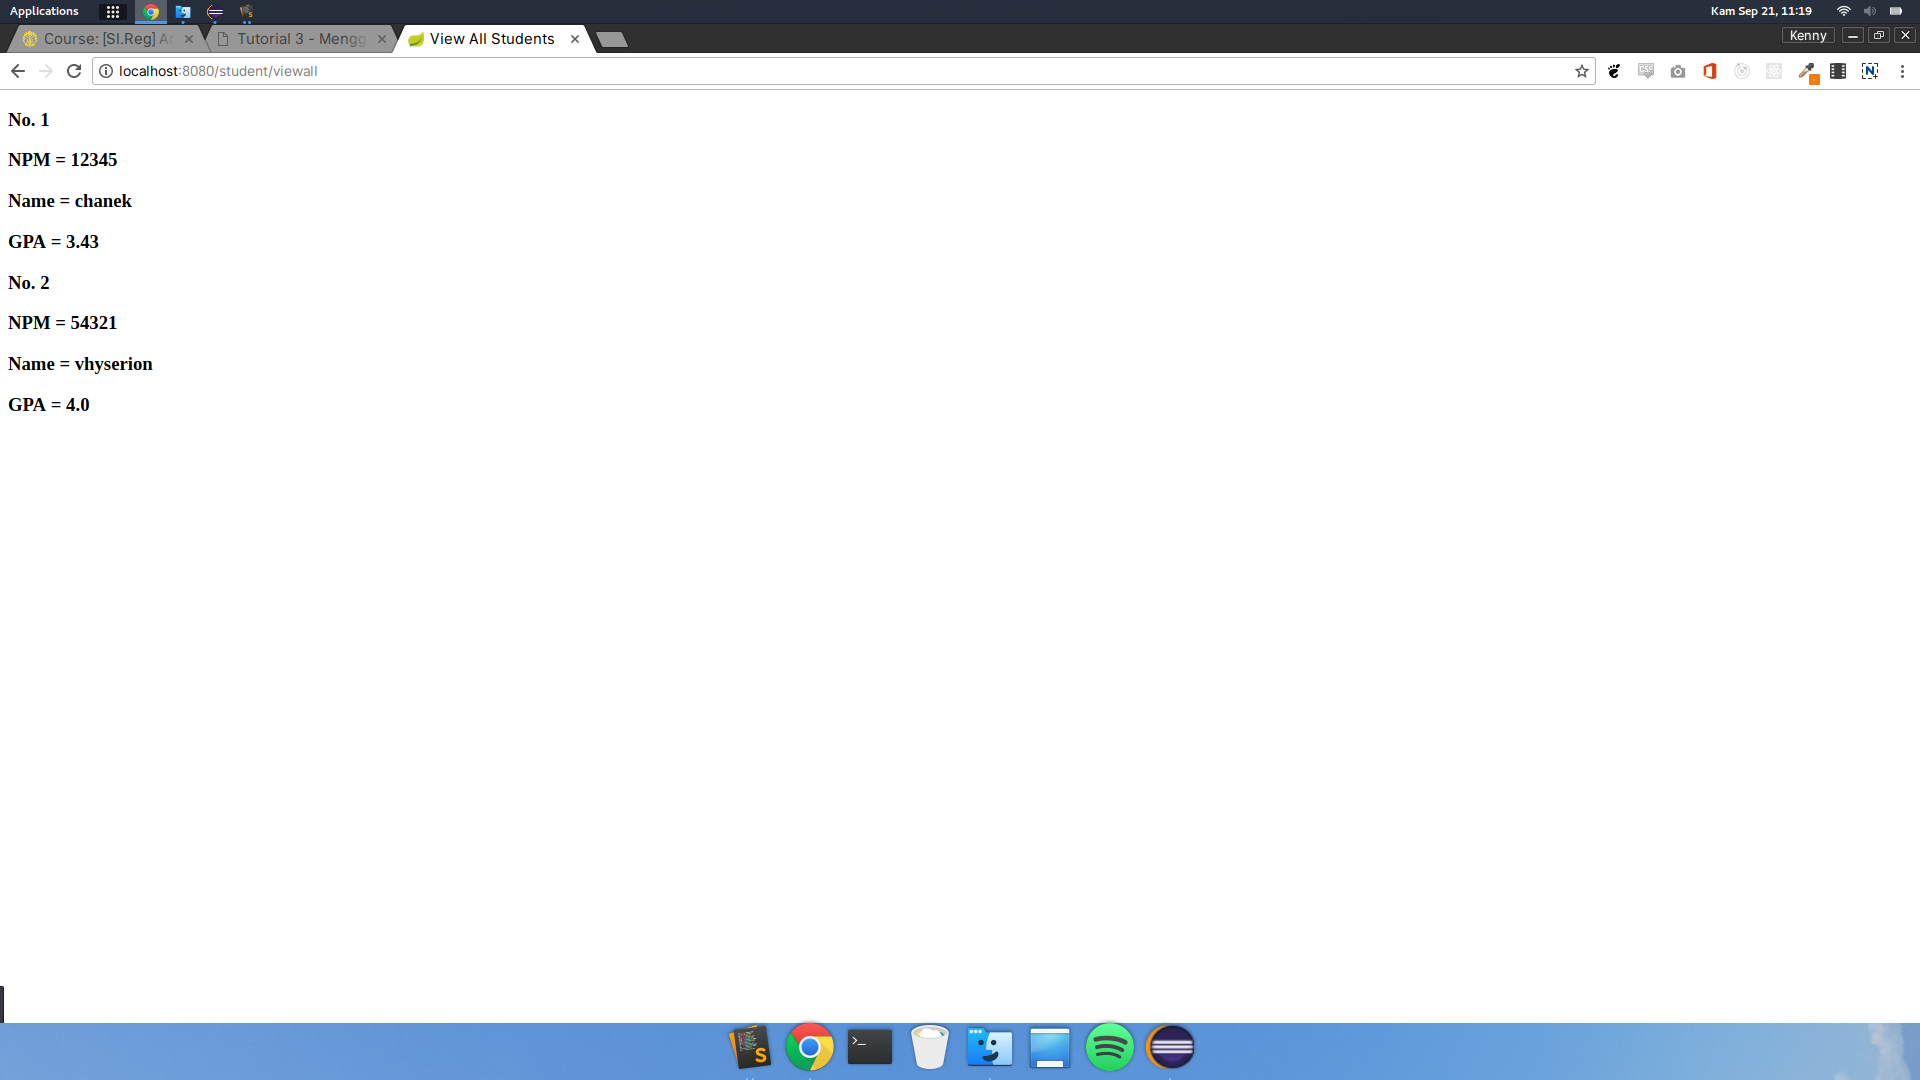 Applications
Kam Sep 21, 11:19
Course: [SI.Reg] Ar
Tutorial 3 - Mengg
View All Students
Kenny
localhost:8080/student/viewall
No. 1
NPM = 12345
Name = chanek
GPA = 3.43
No. 2
NPM = 54321
Name = vhyserion
GPA = 4.0